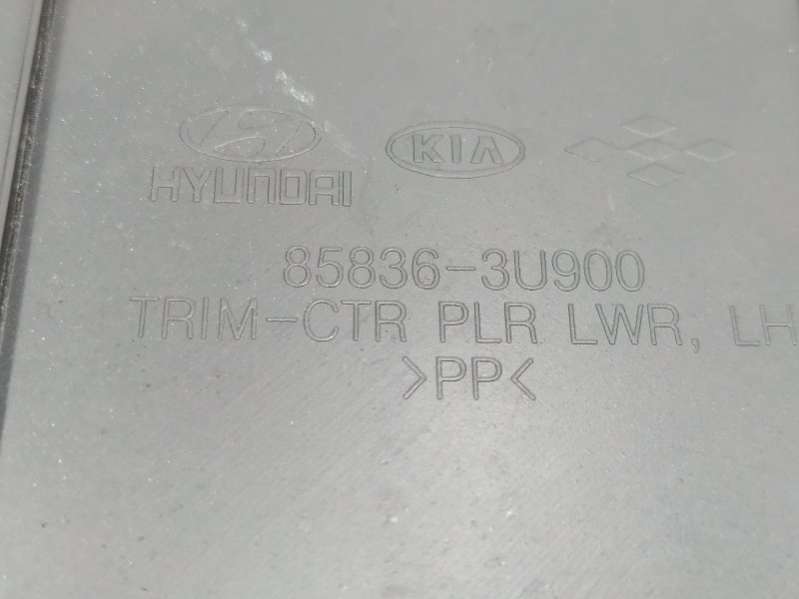 HYUNDAI KIA
85836-3U900
TRIM-CTR PLR LWR, LH
>PP<